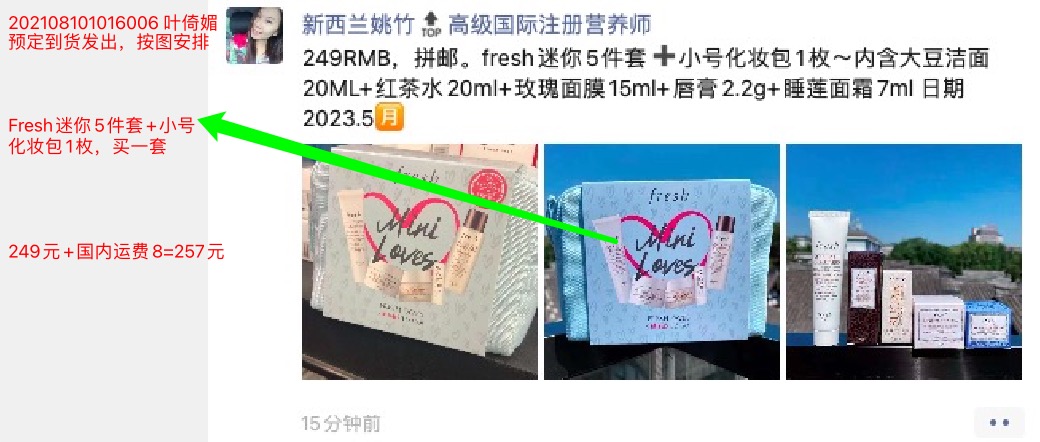 202108101016006 叶倚媚
预定到货发出，按图安排
Fresh迷你5件套+小号
化妆包1枚，买一套
249元+国内运费8=257元
新西兰姚竹 TOP 高级国际注册营养师
249RMB，拼邮。fresh迷你5件套➕小号化妆包1枚～内含大豆洁面
20ML+红茶水20ml+玫瑰面膜15ml+唇膏2.2g+睡莲面霜7ml 日期
2023.5🈷️
fresh
Mini
Loves
fresh
Mini
Loves
15分钟前